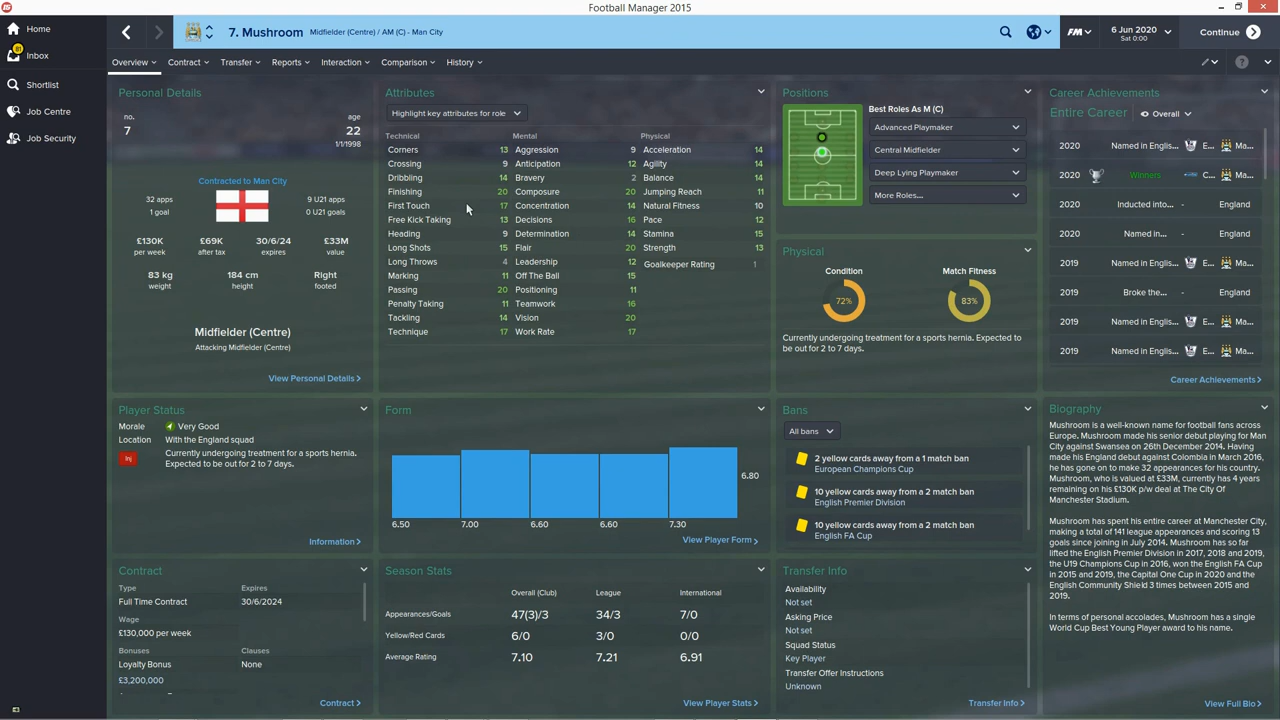 Football Manager 2015
Home
Inbox
81
Shortlist
Job Centre
Job Security
7. Mushroom
Midfielder (Centre) / AM (C) - Man City
FM
6 Jun 2020
Sat 0:00
Continue
Overview
Contract
Transfer
Reports
Interaction
Comparison
History
Personal Details
no.
7
age
22
1/1/1998
Contracted to Man City
32 apps
1 goal
9 U21 apps
0 U21 goals
£130K
per week
£69K
after tax
30/6/24
expires
£33M
value
83 kg
weight
184 cm
height
Right
footed
Midfielder (Centre)
Attacking Midfielder (Centre)
View Personal Details
Attributes
Highlight key attributes for role
Technical Mental Physical
Corners 13 Aggression 9 Acceleration 14
Crossing 9 Anticipation 12 Agility 14
Dribbling 14 Bravery 2 Balance 14
Finishing 20 Composure 20 Jumping Reach 11
First Touch 17 Concentration 14 Natural Fitness 10
Free Kick Taking 13 Decisions 16 Pace 12
Heading 9 Determination 14 Stamina 15
Long Shots 15 Flair 20 Strength 13
Long Throws 4 Leadership 12 Goalkeeper Rating 1
Marking 11 Off The Ball 15
Passing 20 Positioning 11
Penalty Taking 11 Teamwork 16
Tackling 14 Vision 20
Technique 17 Work Rate 17
Positions
Best Roles As M (C)
Advanced Playmaker
Central Midfielder
Deep Lying Playmaker
More Roles...
Physical
Condition
72%
Match Fitness
83%
Currently undergoing treatment for a sports hernia. Expected to
be out for 2 to 7 days.
Career Achievements
Entire Career
Overall
2020 Named in Englis... E... Ma...
2020 Winners C... Ma...
2020 Inducted into... - England
2020 Named in... - England
2019 Named in Englis... E... Ma...
2019 Broke the... - England
2019 Named in Englis... E... Ma...
2019 Named in Englis... E... Ma...
Career Achievements
Player Status
Morale Very Good
Location With the England squad
Inj
Currently undergoing treatment for a sports hernia.
Expected to be out for 2 to 7 days.
Information
Form
6.80
6.50 7.00 6.60 6.60 7.30
View Player Form
Bans
All bans
2 yellow cards away from a 1 match ban
European Champions Cup
10 yellow cards away from a 2 match ban
English Premier Division
10 yellow cards away from a 2 match ban
English FA Cup
Biography
Mushroom is a well-known name for football fans across
Europe. Mushroom made his senior debut playing for Man
City against Swansea on 26th December 2014. Having
made his England debut against Colombia in March 2016,
he has gone on to make 32 appearances for his country.
Mushroom, who is valued at £33M, currently has 4 years
remaining on his £130K p/w deal at The City Of
Manchester Stadium.
Mushroom has spent his entire career at Manchester City,
making a total of 141 league appearances and scoring 13
goals since joining in July 2014. Mushroom has so far
lifted the English Premier Division in 2017, 2018 and 2019,
the U19 Champions Cup in 2016, won the English FA Cup
in 2015 and 2019, the Capital One Cup in 2020 and the
English Community Shield 3 times between 2015 and
2019.
In terms of personal accolades, Mushroom has a single
World Cup Best Young Player award to his name.
View Full Bio
Contract
Type
Full Time Contract
Expires
30/6/2024
Wage
£130,000 per week
Bonuses
Loyalty Bonus
£3,200,000
Clauses
None
Contract
Season Stats
Overall (Club) League International
Appearances/Goals 47(3)/3 34/3 7/0
Yellow/Red Cards 6/0 3/0 0/0
Average Rating 7.10 7.21 6.91
View Player Stats
Transfer Info
Availability
Not set
Asking Price
Not set
Squad Status
Key Player
Transfer Offer Instructions
Unknown
Transfer Info